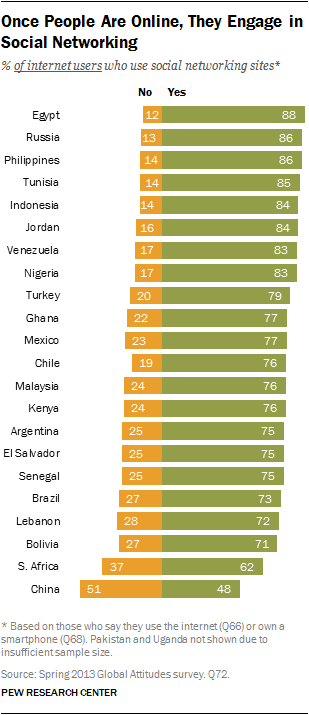 Once People Are Online, They Engage in
Social Networking
% of internet users who use social networking sites*
No Yes
Egypt 12 88
Russia 13 86
Philippines 14 86
Tunisia 14 85
Indonesia 14 84
Jordan 16 84
Venezuela 17 83
Nigeria 17 83
Turkey 20 79
Ghana 22 77
Mexico 23 77
Chile 19 76
Malaysia 24 76
Kenya 24 76
Argentina 25 75
El Salvador 25 75
Senegal 25 75
Brazil 27 73
Lebanon 28 72
Bolivia 27 71
S. Africa 37 62
China 51 48
* Based on those who say they use the internet (Q66) or own a
smartphone (Q68). Pakistan and Uganda not shown due to
insufficient sample size.
Source: Spring 2013 Global Attitudes survey. Q72.
PEW RESEARCH CENTER